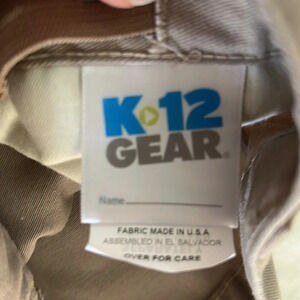 K12
GEAR®
Name
FABRIC MADE IN U.S.A
ASSEMBLED IN EL SALVADOR
OVER FOR CARE